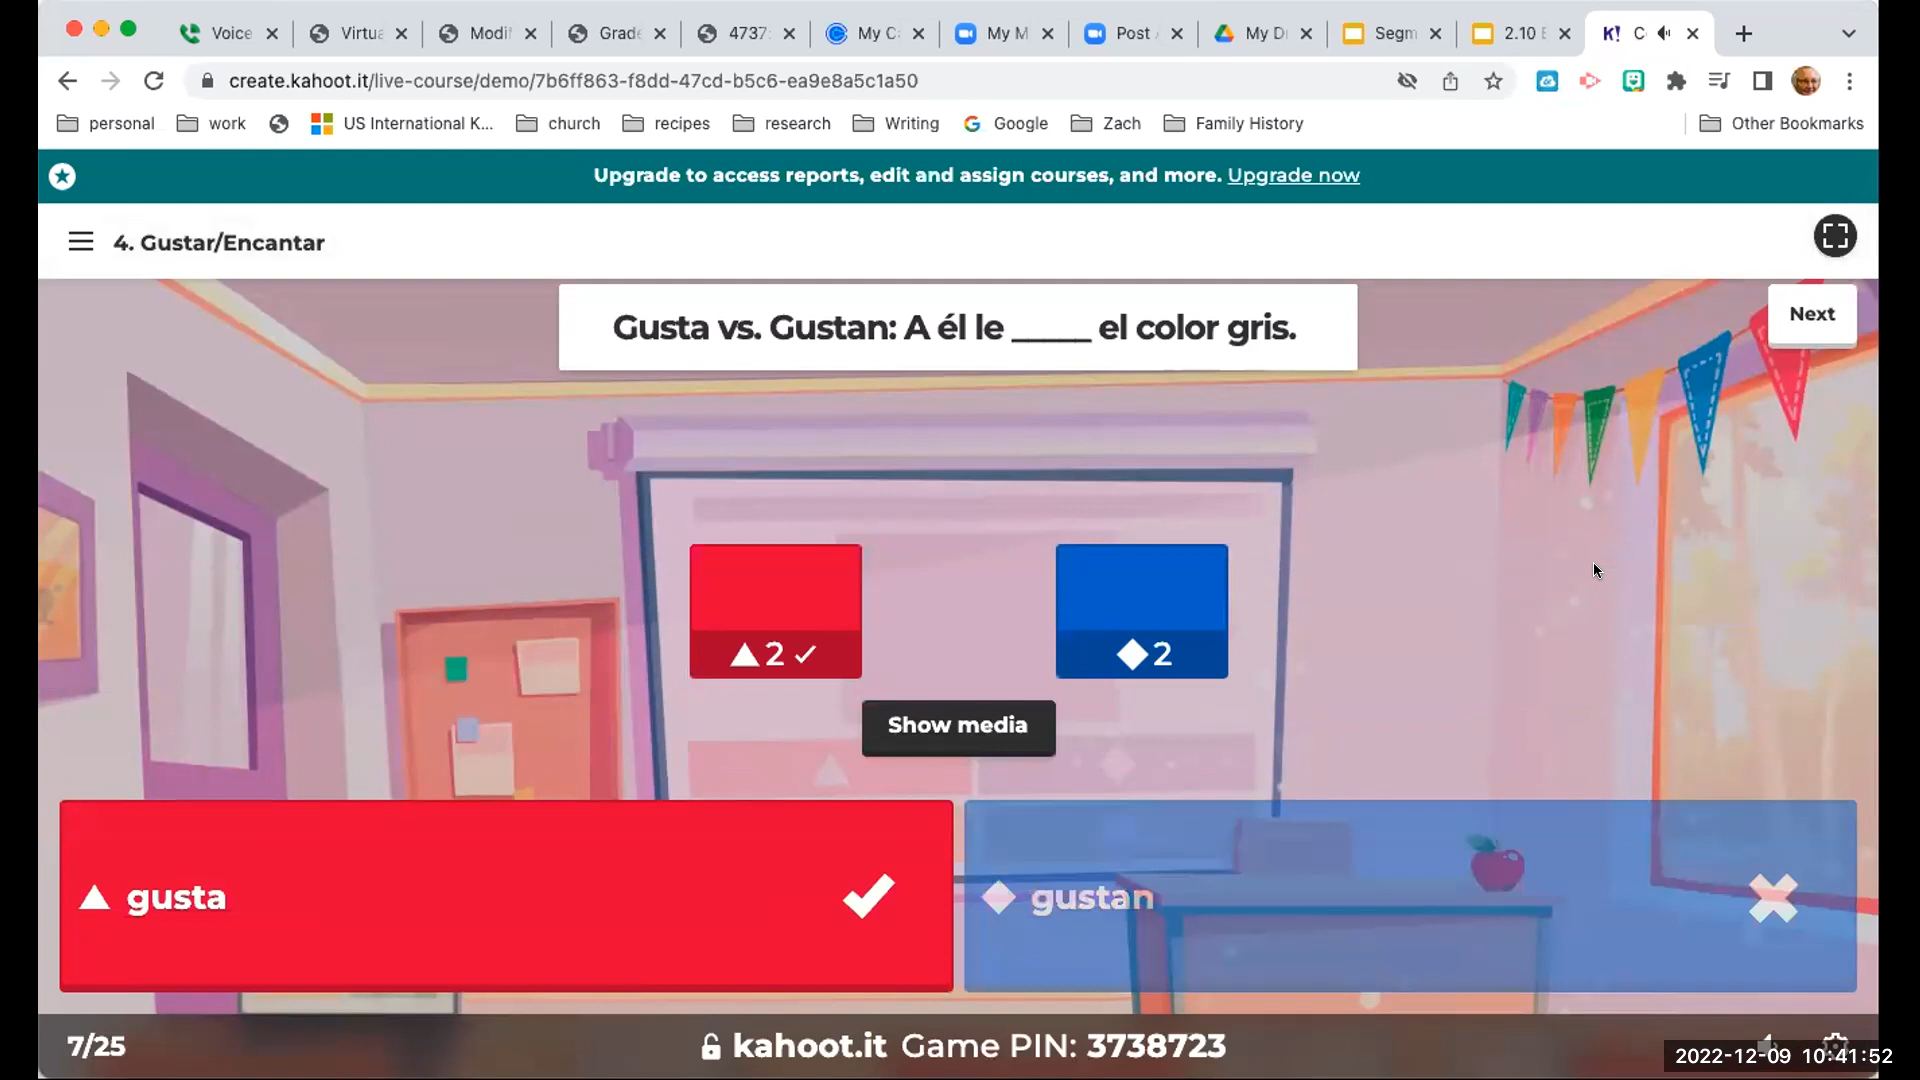 Voice Virtua Modif Grade 4737 My C My M Post My D Segm 2.10 E K! C
create.kahoot.it/live-course/demo/7b6ff863-f8dd-47cd-b5c6-ea9e8a5c1a50
personal work US International K... church recipes research Writing Google Zach Family History Other Bookmarks
Upgrade to access reports, edit and assign courses, and more. Upgrade now
4. Gustar/Encantar
Gusta vs. Gustan: A él le _____ el color gris.
Next
2 2
Show media
gusta gustan
7/25 kahoot.it Game PIN: 3738723
2022-12-09 10:41:52